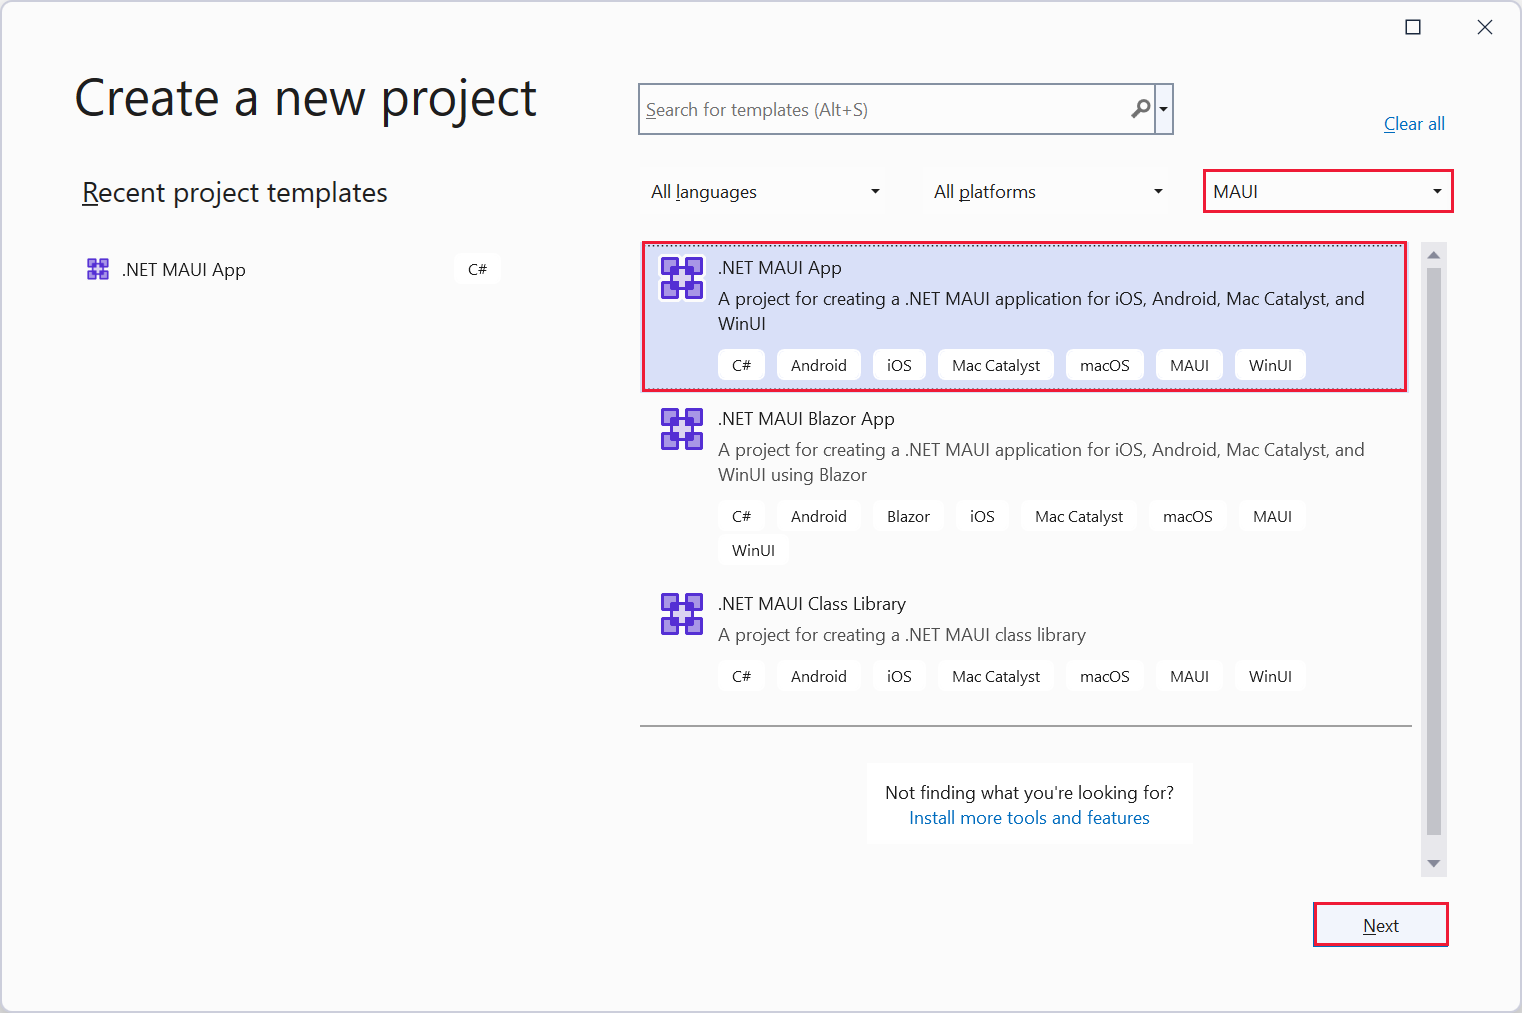 Create a new project
Search for templates (Alt+S)
Clear all
Recent project templates
All languages
All platforms
MAUI
.NET MAUI App
C#
.NET MAUI App
A project for creating a .NET MAUI application for iOS, Android, Mac Catalyst, and
WinUI
C# Android iOS Mac Catalyst macOS MAUI WinUI
.NET MAUI Blazor App
A project for creating a .NET MAUI application for iOS, Android, Mac Catalyst, and
WinUI using Blazor
C# Android Blazor iOS Mac Catalyst macOS MAUI
WinUI
.NET MAUI Class Library
A project for creating a .NET MAUI class library
C# Android iOS Mac Catalyst macOS MAUI WinUI
Not finding what you're looking for?
Install more tools and features
Next